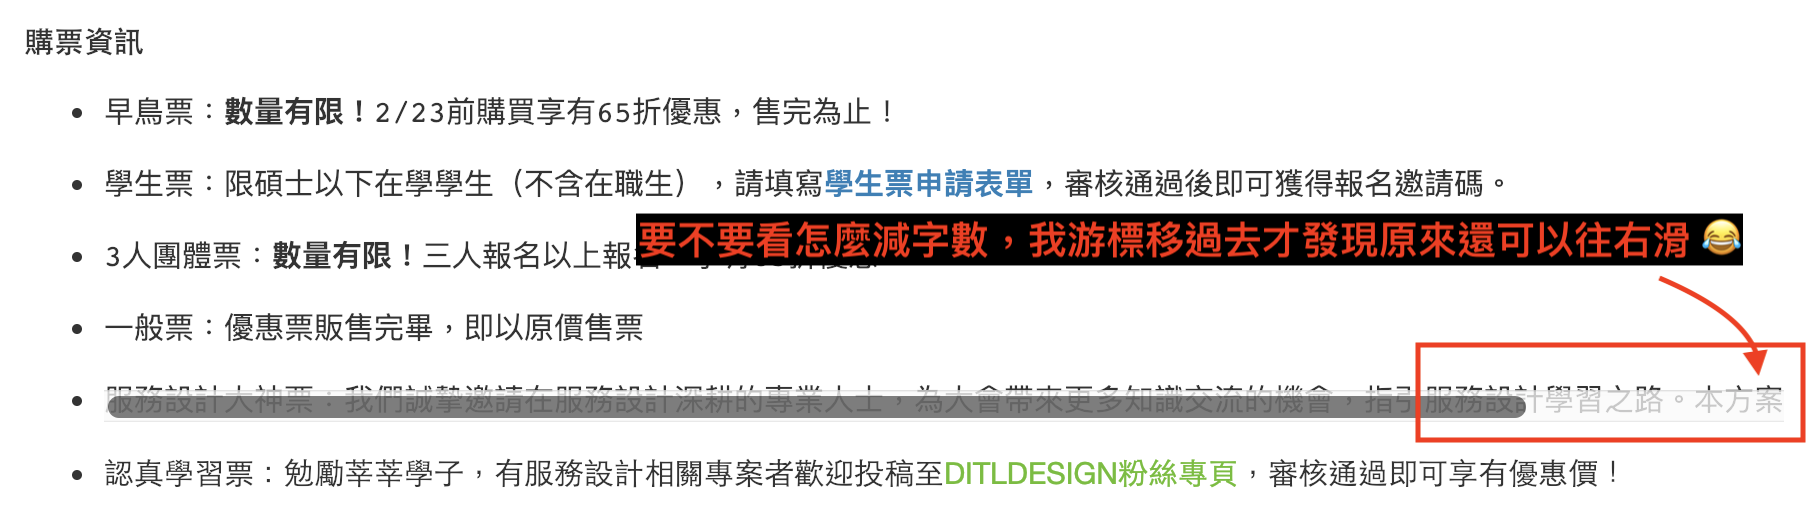 購票資訊
早鳥票：數量有限！2/23前購買享有65折優惠，售完為止！
學生票：限碩士以下在學學生（不含在職生），請填寫學生票申請表單，審核通過後即可獲得報名邀請碼。
要不要看怎麼減字數，我游標移過去才發現原來還可以往右滑 😂
3人團體票：數量有限！三人報名以上報
一般票：優惠票販售完畢，即以原價售票
服務設計大神票：我們誠摯邀請在服務設計深耕的專業人士，為大會帶來更多知識交流的機會，指引服務設計學習之路。本方案
認真學習票：勉勵莘莘學子，有服務設計相關專案者歡迎投稿至DITLDESIGN粉絲專頁，審核通過即可享有優惠價！